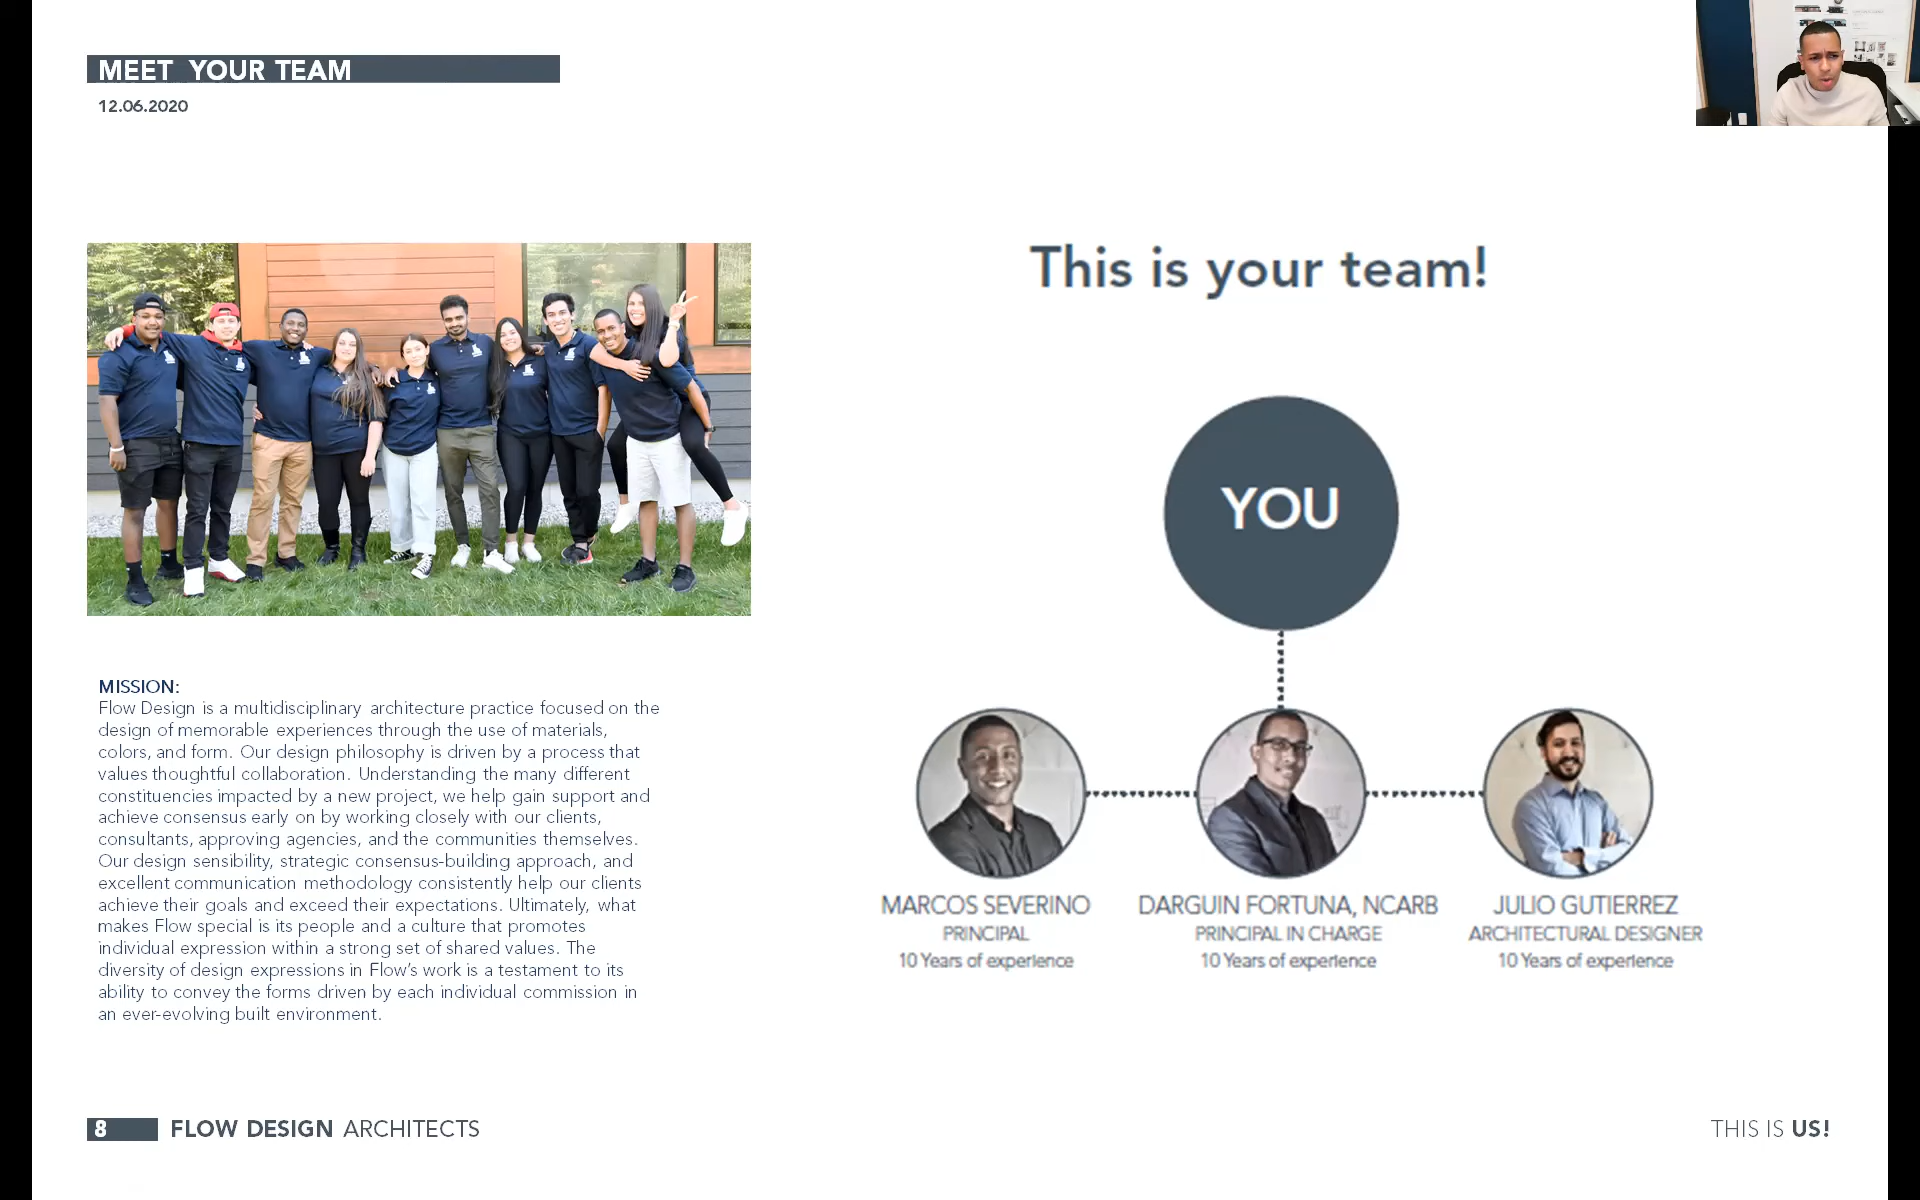 MEET YOUR TEAM
12.06.2020
This is your team!
YOU
MARCOS SEVERINO
PRINCIPAL
10 Years of experience
DARGUIN FORTUNA, NCARB
PRINCIPAL IN CHARGE
10 Years of experience
JULIO GUTIERREZ
ARCHITECTURAL DESIGNER
10 Years of experience
MISSION:
Flow Design is a multidisciplinary architecture practice focused on the
design of memorable experiences through the use of materials,
colors, and form. Our design philosophy is driven by a process that
values thoughtful collaboration. Understanding the many different
constituencies impacted by a new project, we help gain support and
achieve consensus early on by working closely with our clients,
consultants, approving agencies, and the communities themselves.
Our design sensibility, strategic consensus-building approach, and
excellent communication methodology consistently help our clients
achieve their goals and exceed their expectations. Ultimately, what
makes Flow special is its people and a culture that promotes
individual expression within a strong set of shared values. The
diversity of design expressions in Flow's work is a testament to its
ability to convey the forms driven by each individual commission in
an ever-evolving built environment.
8 FLOW DESIGN ARCHITECTS
THIS IS US!